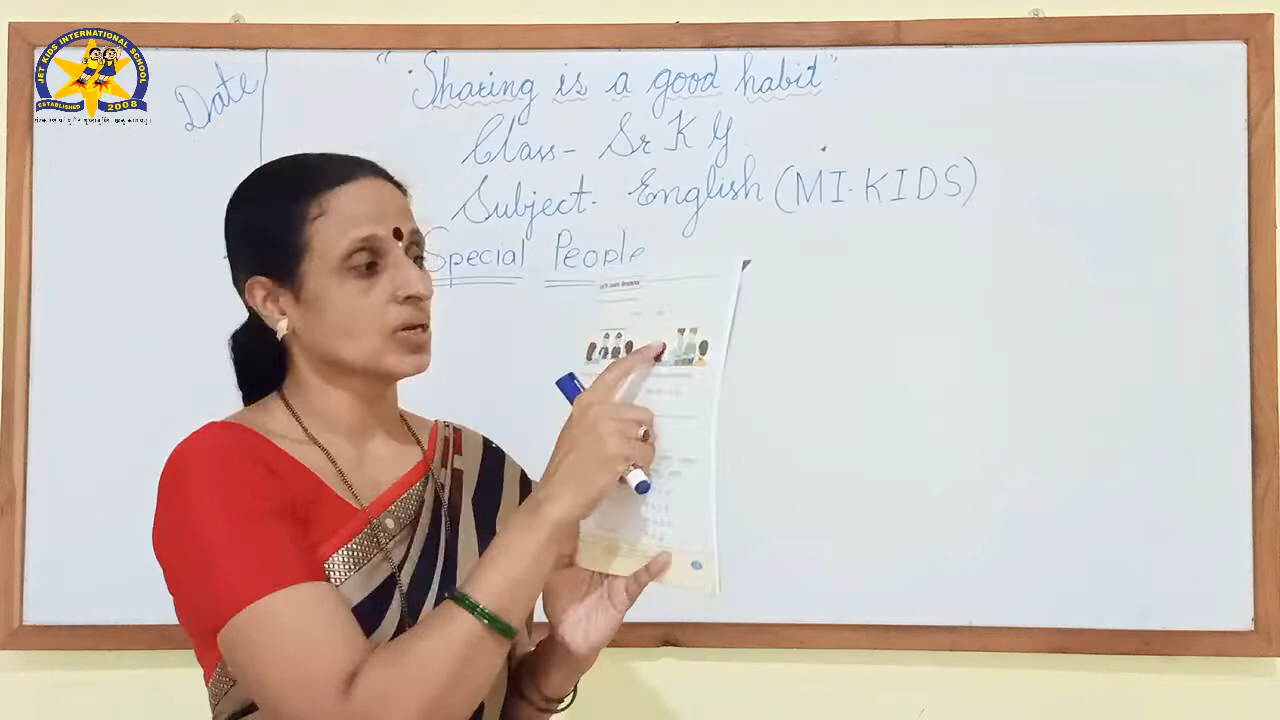 JET KIDS INTERNATIONAL SCHOOL
ESTABLISHED 2008
Date
"Sharing is a good habit"
Class- Sr K G
Subject- English (MI-KIDS)
Special People